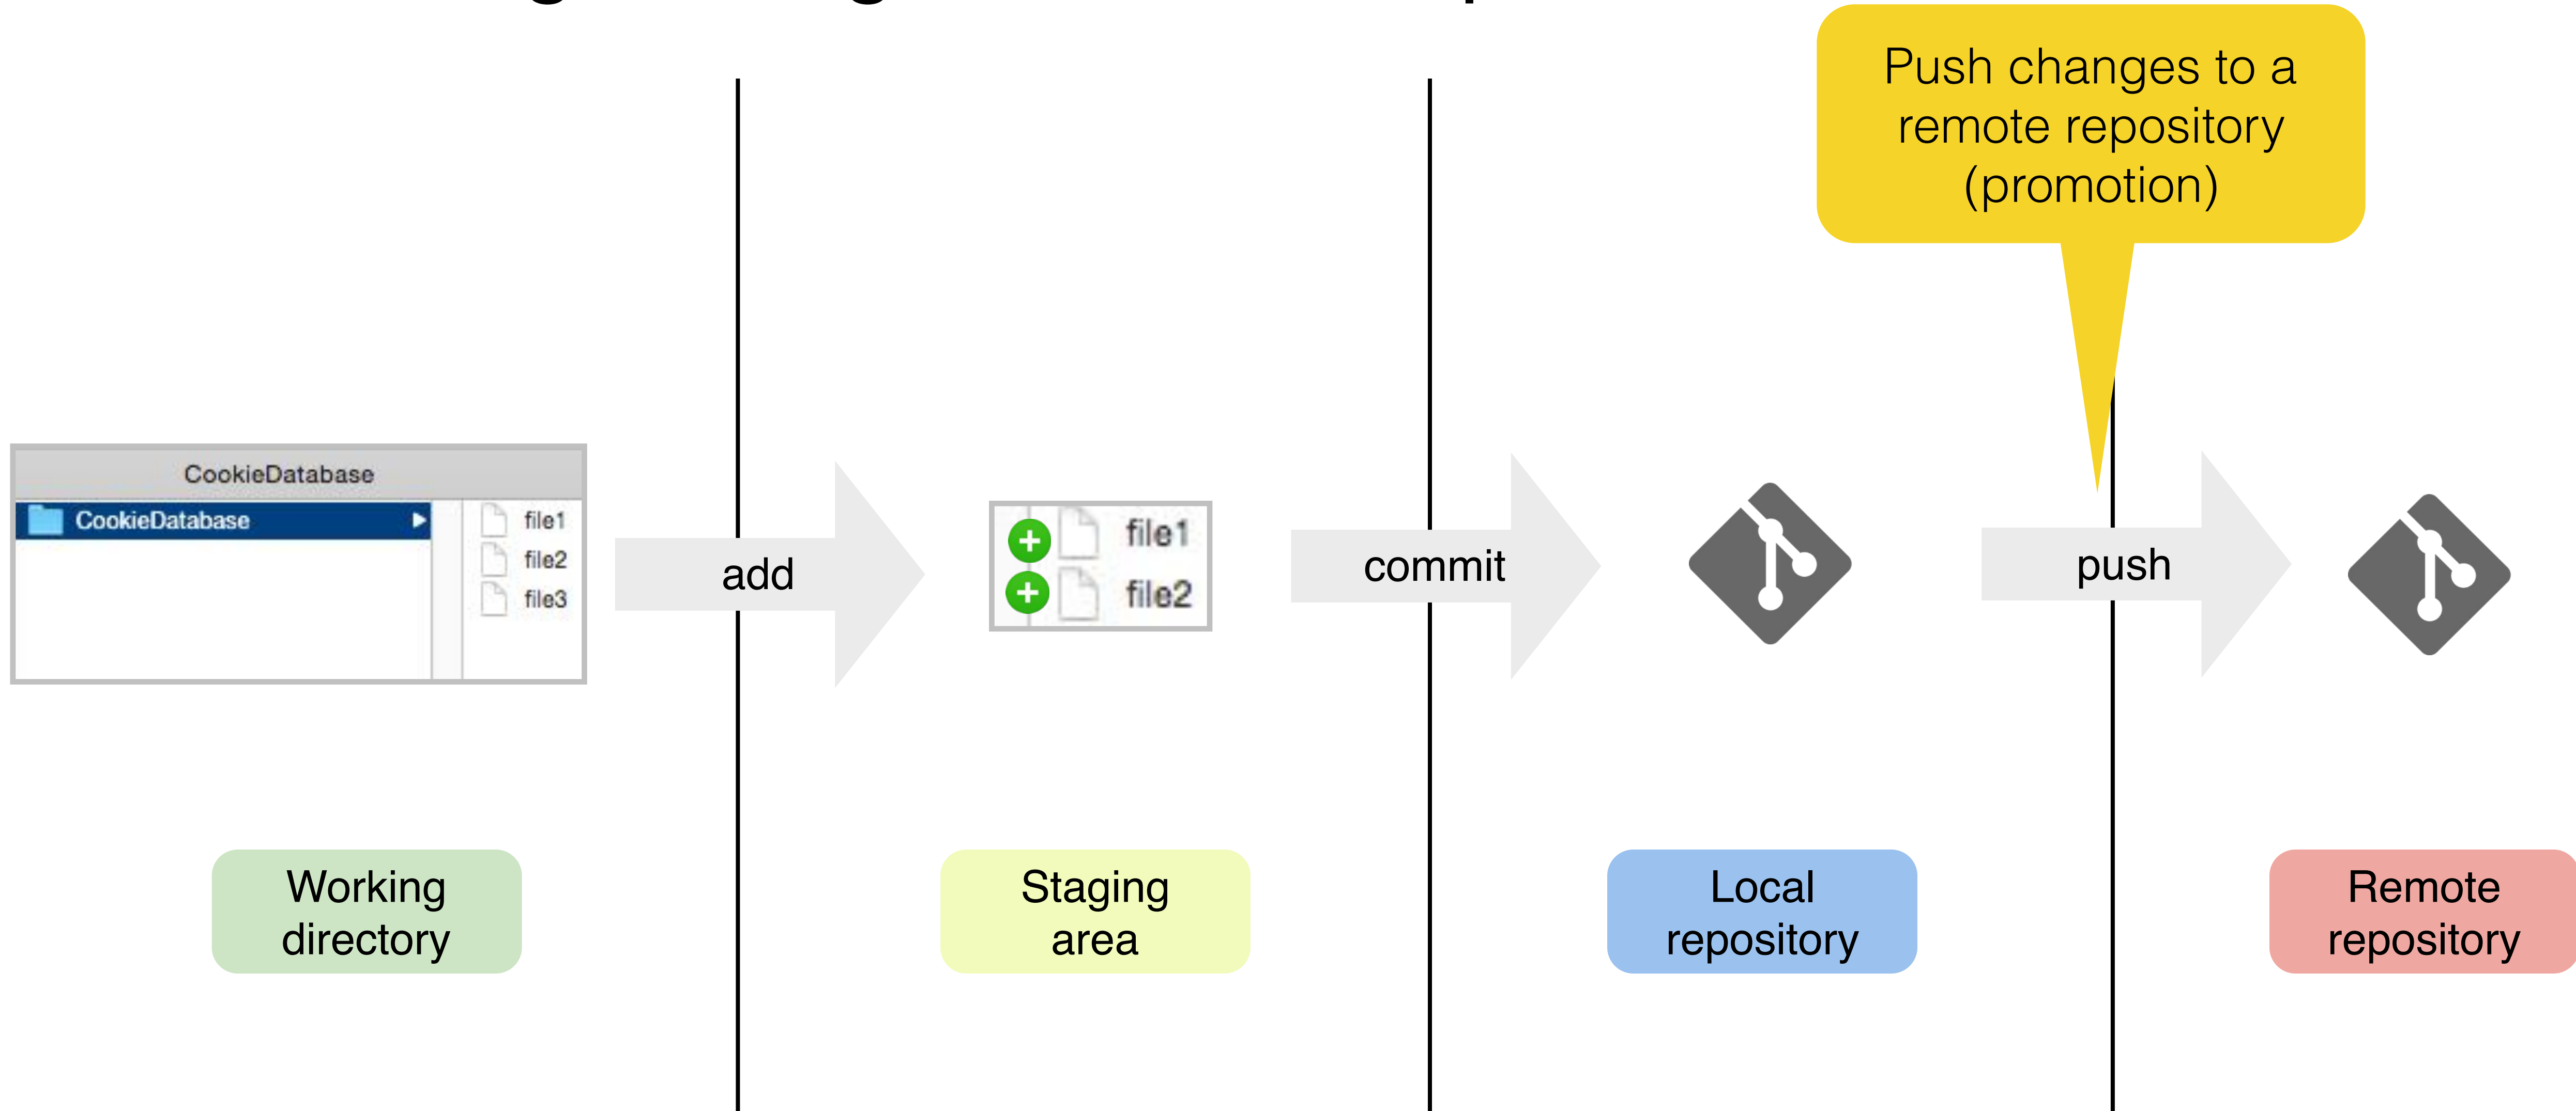 Push changes to a
remote repository
(promotion)
CookieDatabase
CookieDatabase
file1
file2
file3
add
file1
file2
commit
push
Working
directory
Staging
area
Local
repository
Remote
repository